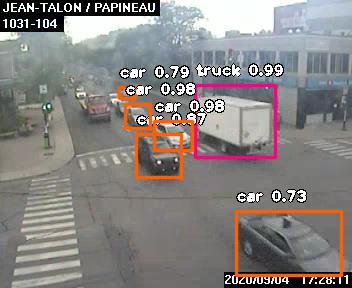 JEAN-TALON / PAPINEAU
1031-104
car 0.79
truck 0.99
car 0.98
car 0.98
car 0.87
car 0.73
2020/09/04 17:28:11